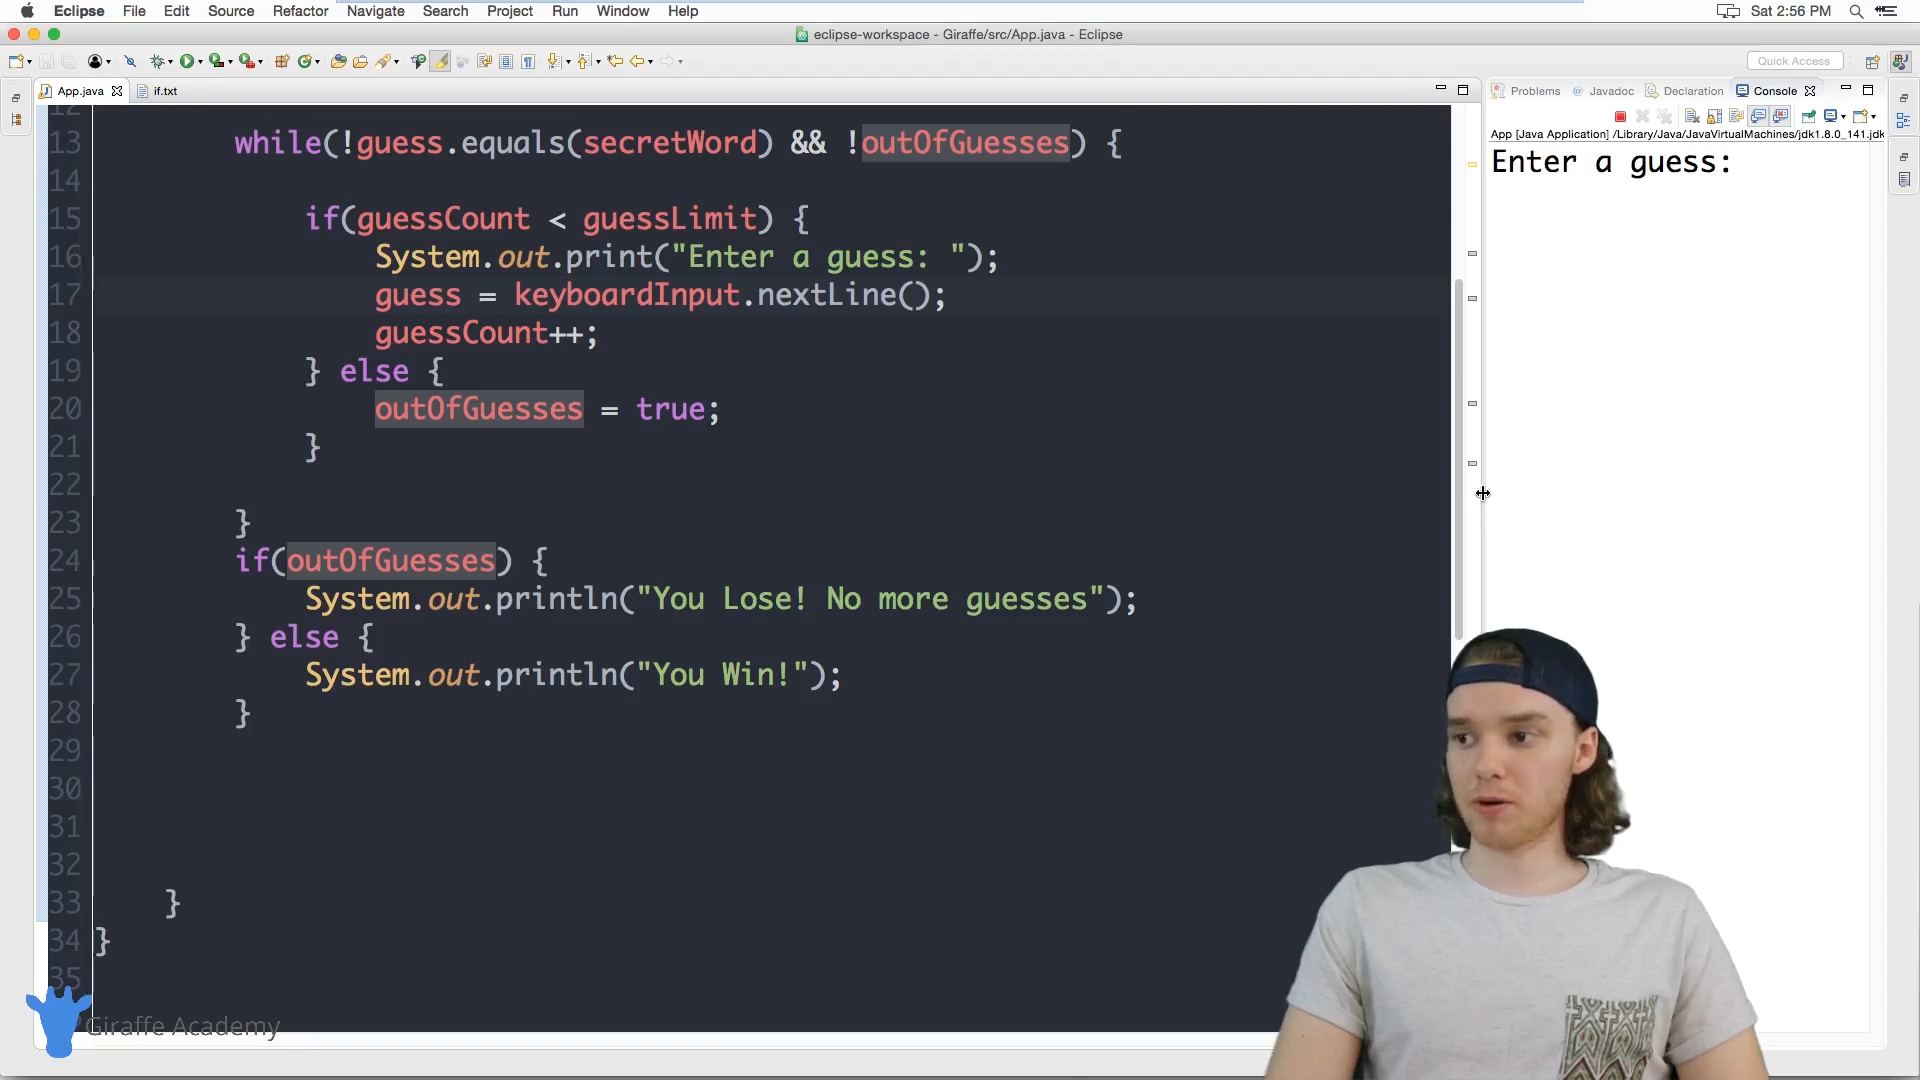 Eclipse File Edit Source Refactor Navigate Search Project Run Window Help Sat 2:56 PM
eclipse-workspace - Giraffe/src/App.java - Eclipse
Quick Access
App.java if.txt
Problems @ Javadoc Declaration Console
App [Java Application] /Library/Java/JavaVirtualMachines/jdk1.8.0_141.jdk
Enter a guess:
12
13 while(!guess.equals(secretWord) && !outOfGuesses) {
14
15 if(guessCount < guessLimit) {
16 System.out.print("Enter a guess: ");
17 guess = keyboardInput.nextLine();
18 guessCount++;
19 } else {
20 outOfGuesses = true;
21 }
22
23 }
24 if(outOfGuesses) {
25 System.out.println("You Lose! No more guesses");
26 } else {
27 System.out.println("You Win!");
28 }
29
30
31
32
33 }
34 }
35
Giraffe Academy